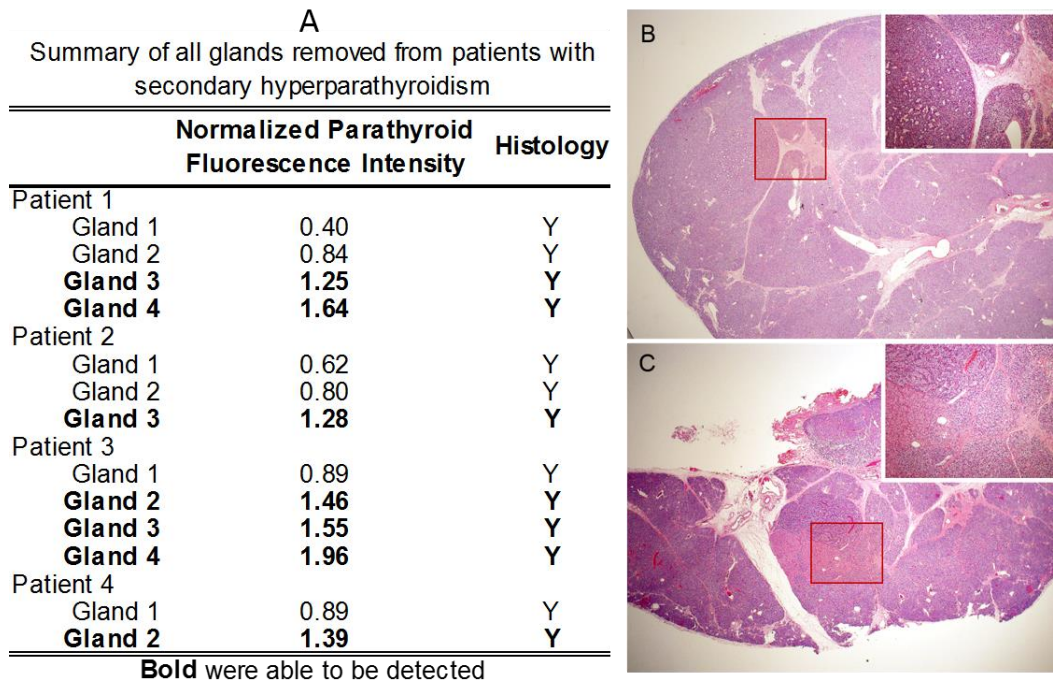 A
Summary of all glands removed from patients with
secondary hyperparathyroidism
Normalized Parathyroid
Fluorescence Intensity
Histology
Patient 1
Gland 1 0.40 Y
Gland 2 0.84 Y
Gland 3 1.25 Y
Gland 4 1.64 Y
Patient 2
Gland 1 0.62 Y
Gland 2 0.80 Y
Gland 3 1.28 Y
Patient 3
Gland 1 0.89 Y
Gland 2 1.46 Y
Gland 3 1.55 Y
Gland 4 1.96 Y
Patient 4
Gland 1 0.89 Y
Gland 2 1.39 Y
Bold were able to be detected
B
C